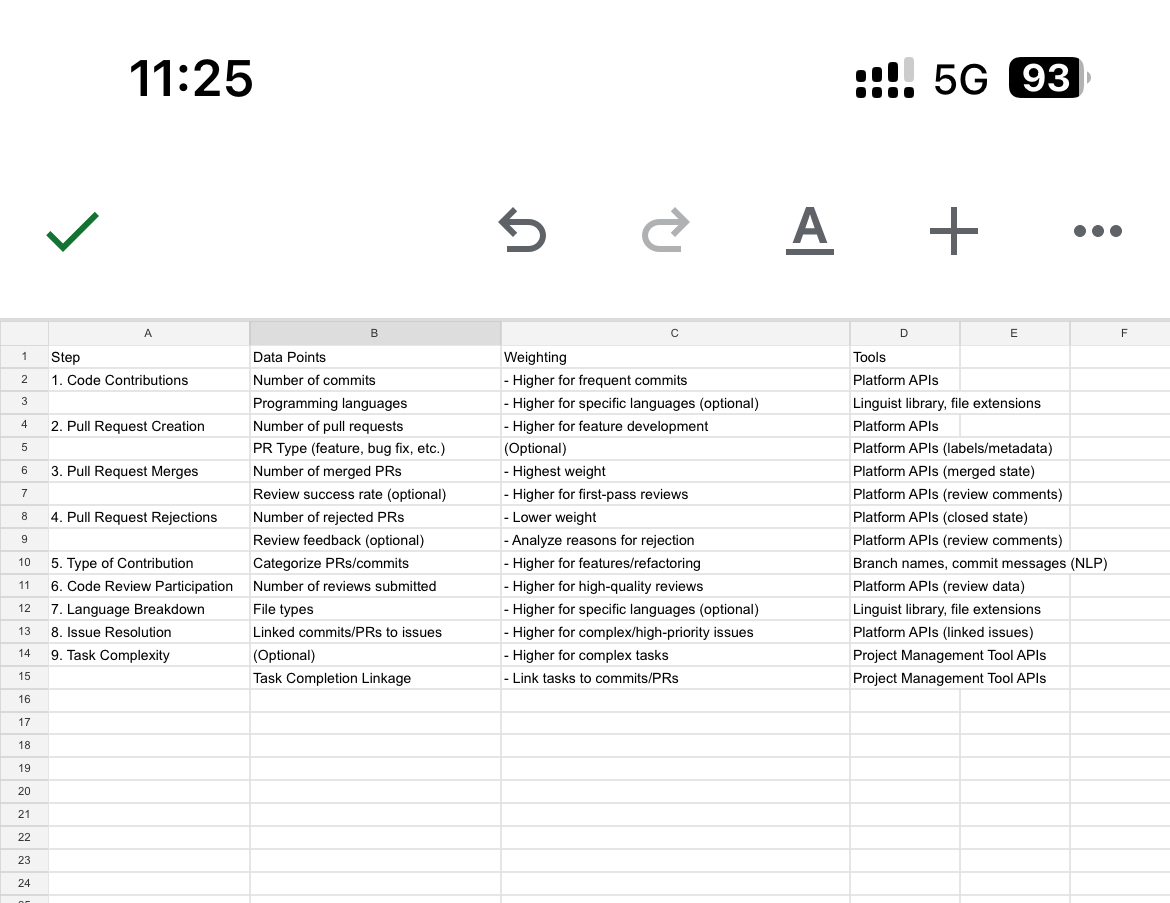 11:25 5G 93
A
A B C D E F
1 Step Data Points Weighting Tools
2 1. Code Contributions Number of commits - Higher for frequent commits Platform APIs
3 Programming languages - Higher for specific languages (optional) Linguist library, file extensions
4 2. Pull Request Creation Number of pull requests - Higher for feature development Platform APIs
5 PR Type (feature, bug fix, etc.) (Optional) Platform APIs (labels/metadata)
6 3. Pull Request Merges Number of merged PRs - Highest weight Platform APIs (merged state)
7 Review success rate (optional) - Higher for first-pass reviews Platform APIs (review comments)
8 4. Pull Request Rejections Number of rejected PRs - Lower weight Platform APIs (closed state)
9 Review feedback (optional) - Analyze reasons for rejection Platform APIs (review comments)
10 5. Type of Contribution Categorize PRs/commits - Higher for features/refactoring Branch names, commit messages (NLP)
11 6. Code Review Participation Number of reviews submitted - Higher for high-quality reviews Platform APIs (review data)
12 7. Language Breakdown File types - Higher for specific languages (optional) Linguist library, file extensions
13 8. Issue Resolution Linked commits/PRs to issues - Higher for complex/high-priority issues Platform APIs (linked issues)
14 9. Task Complexity (Optional) - Higher for complex tasks Project Management Tool APIs
15 Task Completion Linkage - Link tasks to commits/PRs Project Management Tool APIs
16
17
18
19
20
21
22
23
24